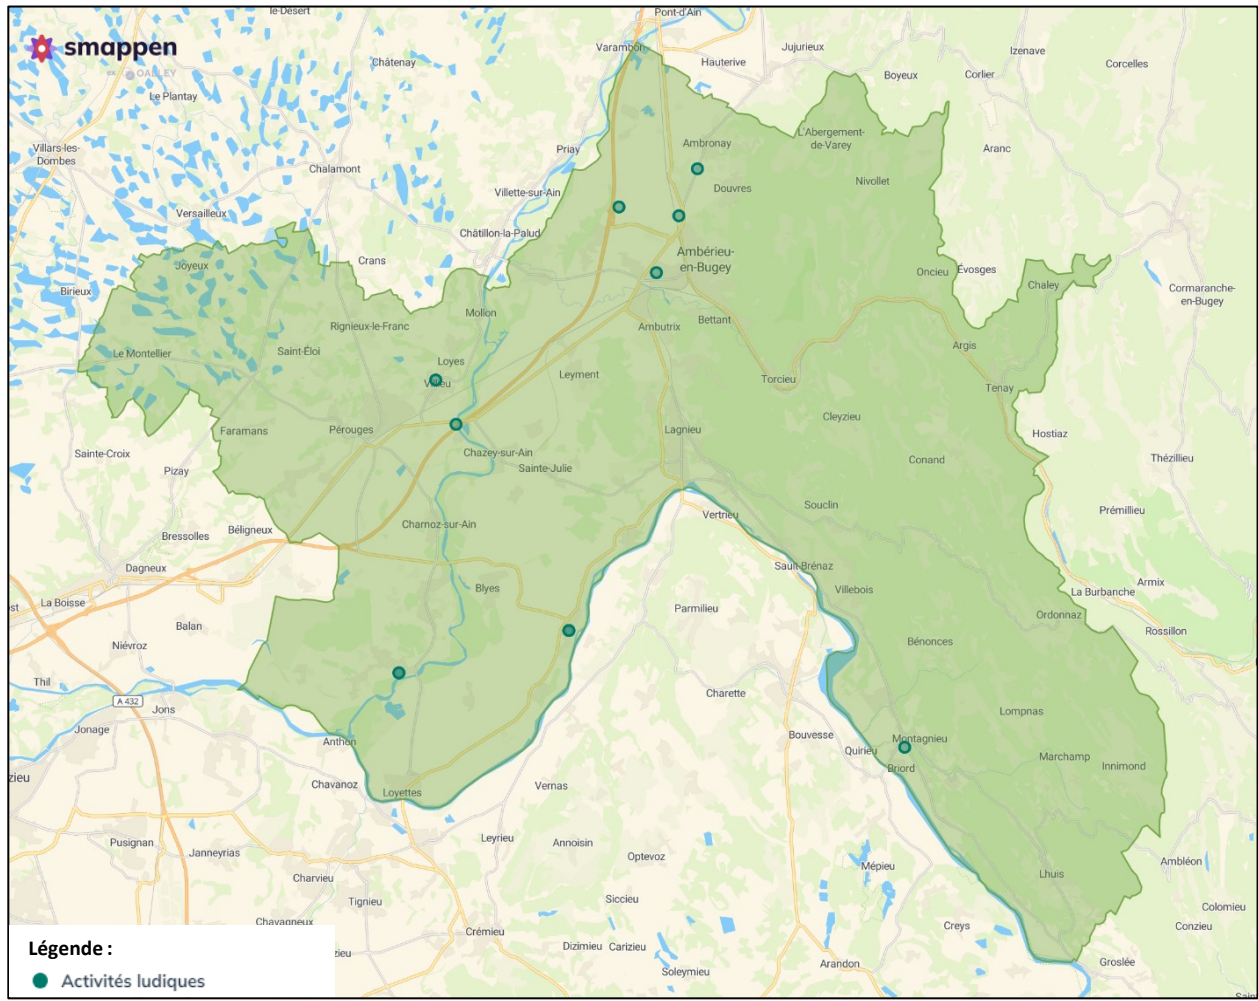 le-Désert
Pont-d'Ain
smappen
Varambon
Jujurieux
Izenave
Châtenay
Hauterive
Corcelles
OADLEY
Boyeux
Corlier
Le Plantay
L'Abergement-
de-Varey
Ambronay
Villars-les-
Dombes
Priay
Aranc
Chalamont
Nivollet
Douvres
Villette-sur-Ain
Versailleux
Châtillon-la-Palud
Ambérieu-
en-Bugey
Crans
Joyeux
Oncieu
Évosges
Chaley
Birieux
Cormaranche-
en-Bugey
Mollon
Rignieux-le-Franc
Bettant
Ambutrix
Argis
Saint-Éloi
Le Montellier
Loyes
Leyment
Torcieu
Villieu
Tenay
Cleyzieu
Faramans
Pérouges
Lagnieu
Hostiaz
Sainte-Croix
Chazey-sur-Ain
Conand
Thézillieu
Pizay
Sainte-Julie
Souclin
Prémillieu
Vertrieu
Charnoz-sur-Ain
Béligneux
Bressolles
Dagneux
Sault-Brénaz
Armix
Blyes
Villebois
La Burbanche
La Boisse
Parmilieu
Ordonnaz
Balan
Rossillon
Niévroz
Bénonces
Thil
Charette
A 432
Jons
Lompnas
Jonage
Bouvesse
Montagnieu
Anthon
Quirieu
Marchamp
Innimond
zieu
Briord
Chavanoz
Vernas
Loyettes
Leyrieu
Pusignan
Annoisin
Janneyrias
Optevoz
Ambléon
Mépieu
Lhuis
Charvieu
Siccieu
Tignieu
Colomieu
Chavagneux
Creys
Conzieu
Crémieu
Légende :
Dizimieu
Carizieu
zieu
Arandon
Groslée
Soleymieu
Activités ludiques